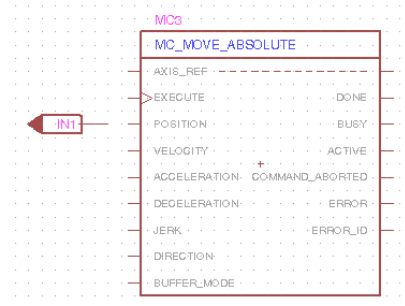 MC3
MC_MOVE_ABSOLUTE
AXIS_REF
EXECUTE DONE
IN1 POSITION BUSY
VELOCITY ACTIVE
ACCELERATION COMMAND_ABORTED
DECELERATION ERROR
JERK ERROR_ID
DIRECTION
BUFFER_MODE